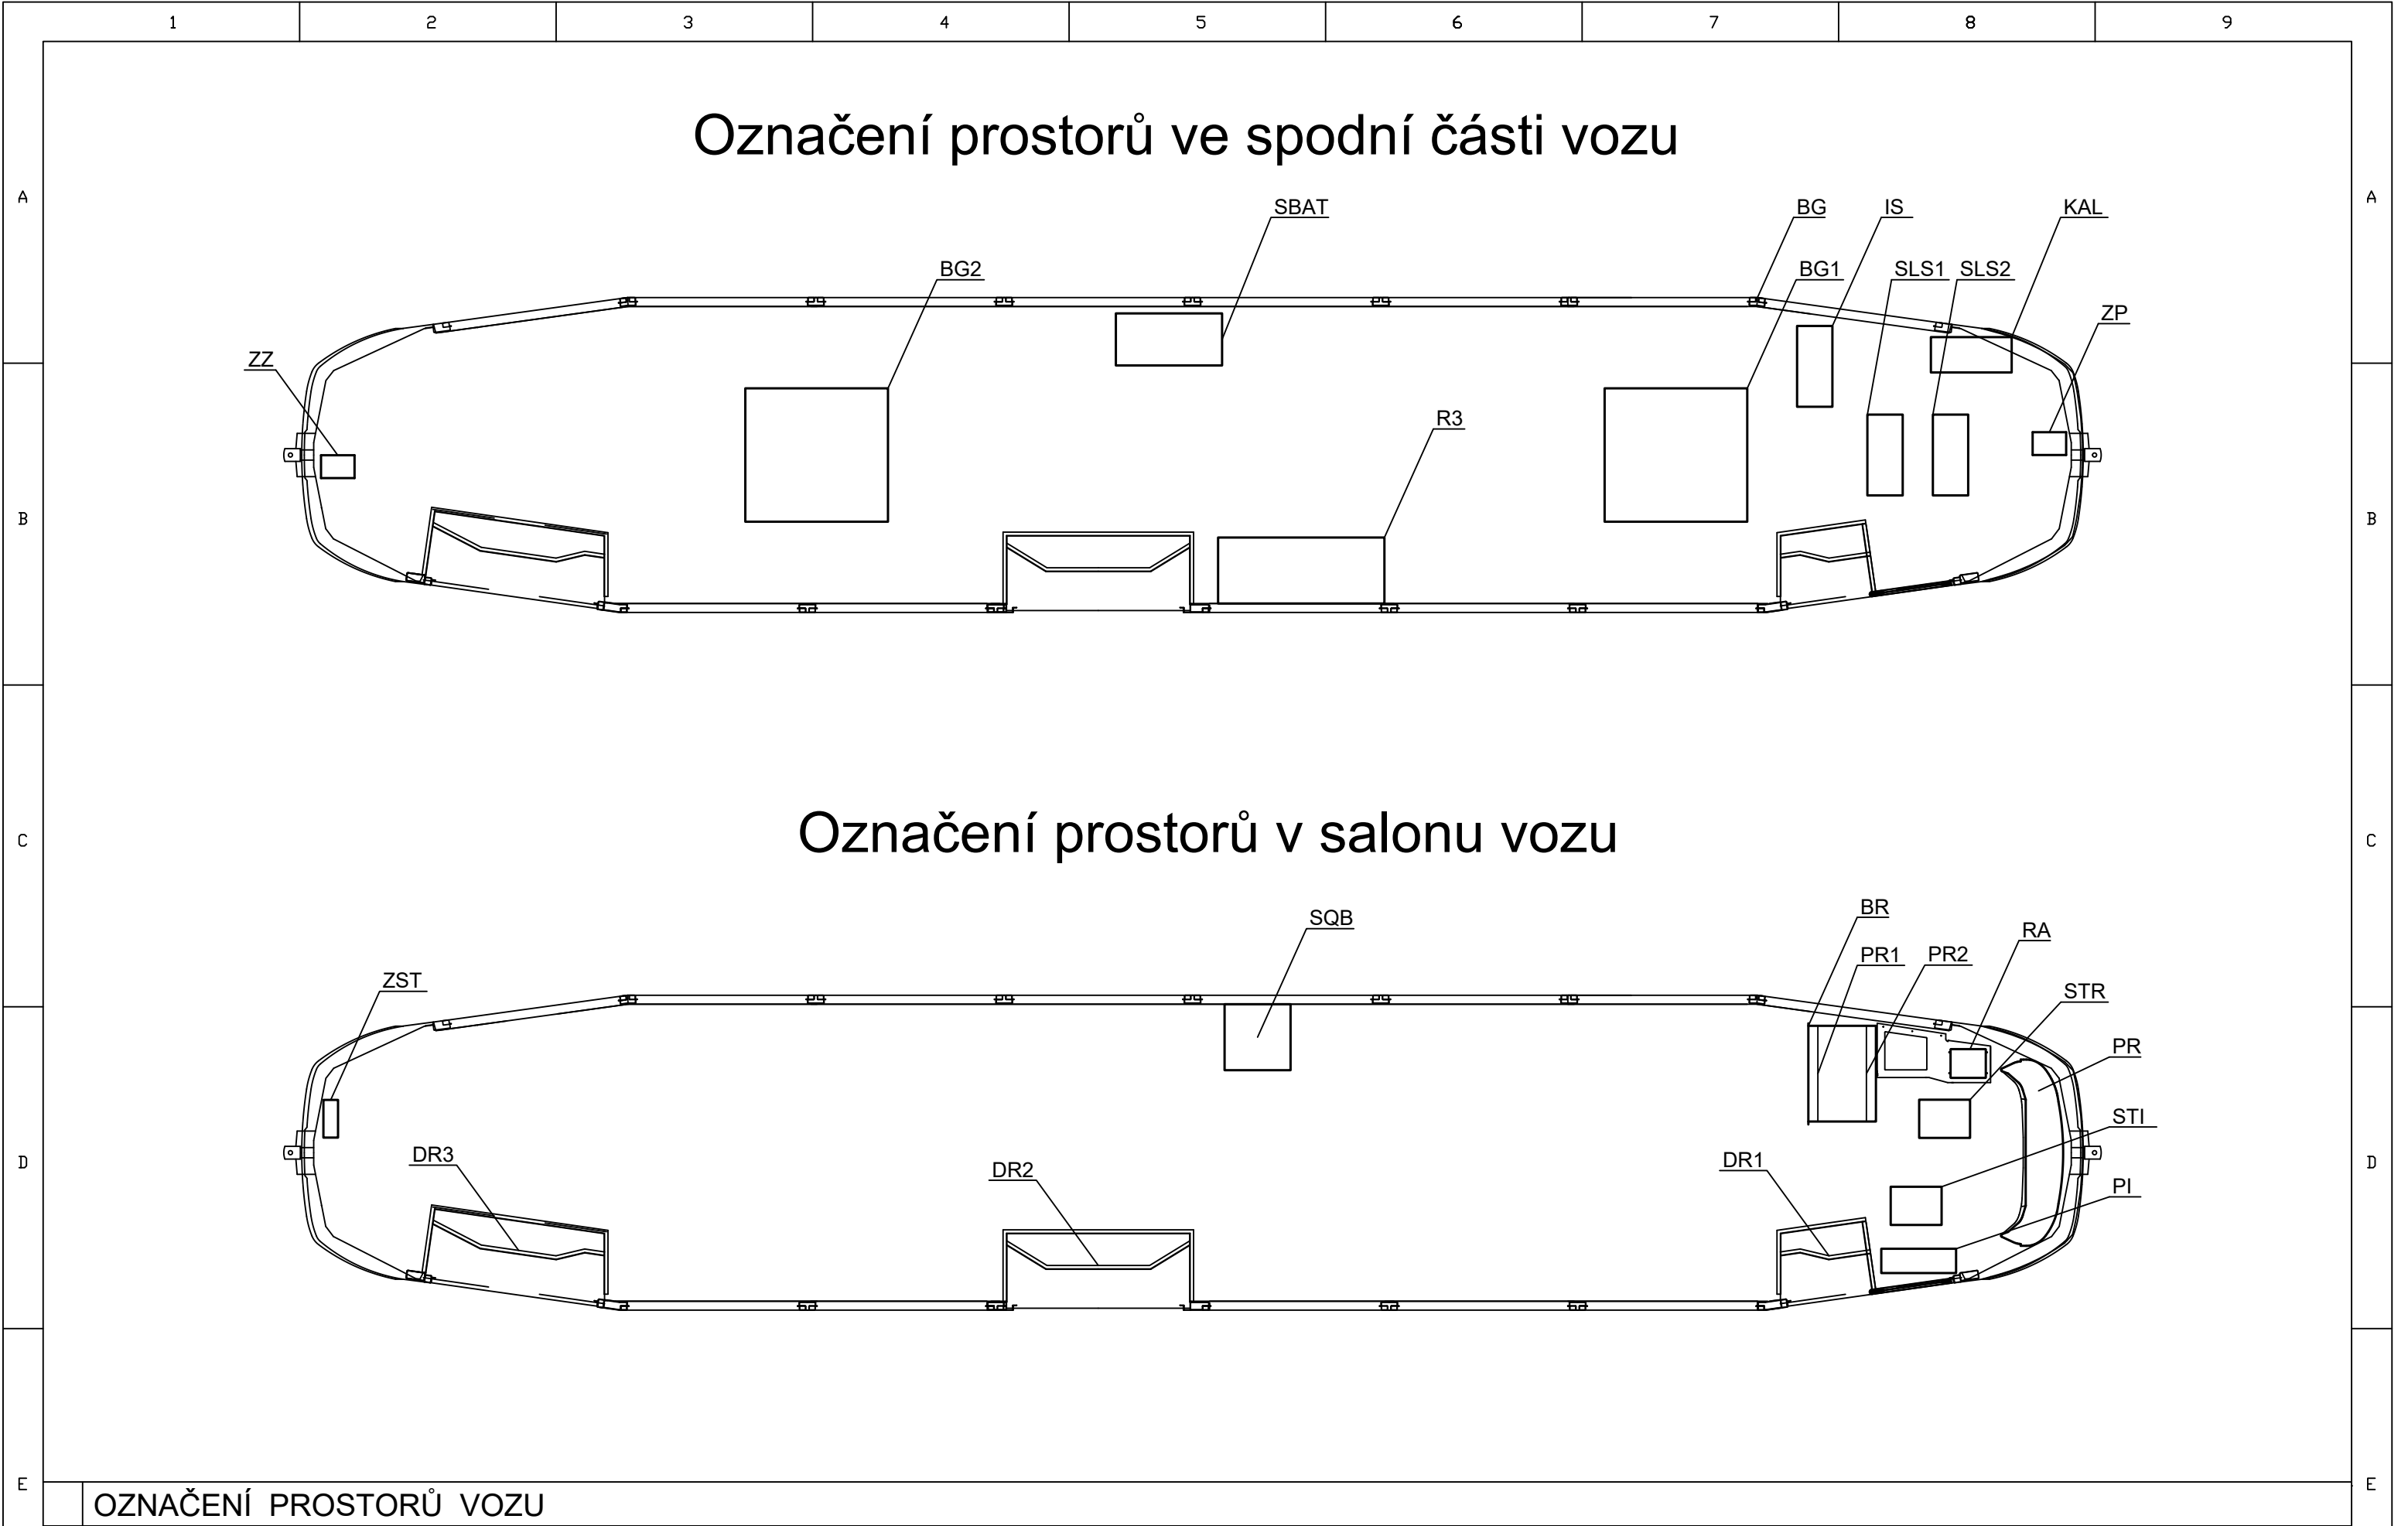 1 2 3 4 5 6 7 8 9
Označení prostorů ve spodní části vozu
A A
SBAT BG IS KAL
BG2 BG1 SLS1 SLS2
ZP
ZZ
R3
B B
Označení prostorů v salonu vozu
C C
SQB BR RA
ZST PR1 PR2
STR
PR
STI
DR3 DR2 DR1
D D
PI
E E
OZNAČENÍ PROSTORŮ VOZU